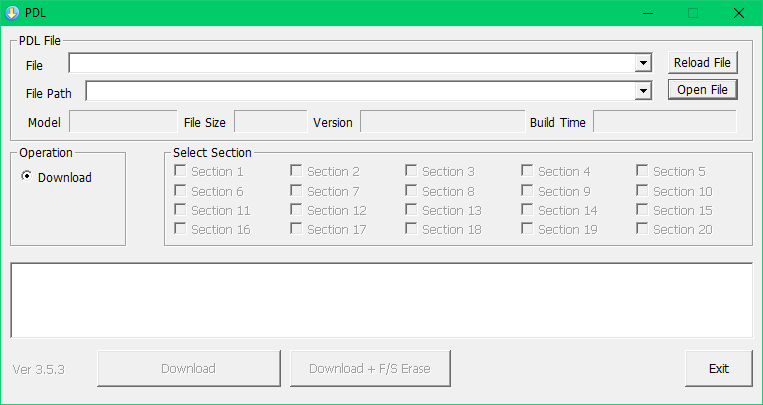 PDL
PDL File
File Reload File
File Path Open File
Model File Size Version Build Time
Operation Select Section
Download Section 1 Section 2 Section 3 Section 4 Section 5
Section 6 Section 7 Section 8 Section 9 Section 10
Section 11 Section 12 Section 13 Section 14 Section 15
Section 16 Section 17 Section 18 Section 19 Section 20
Ver 3.5.3 Download Download + F/S Erase Exit